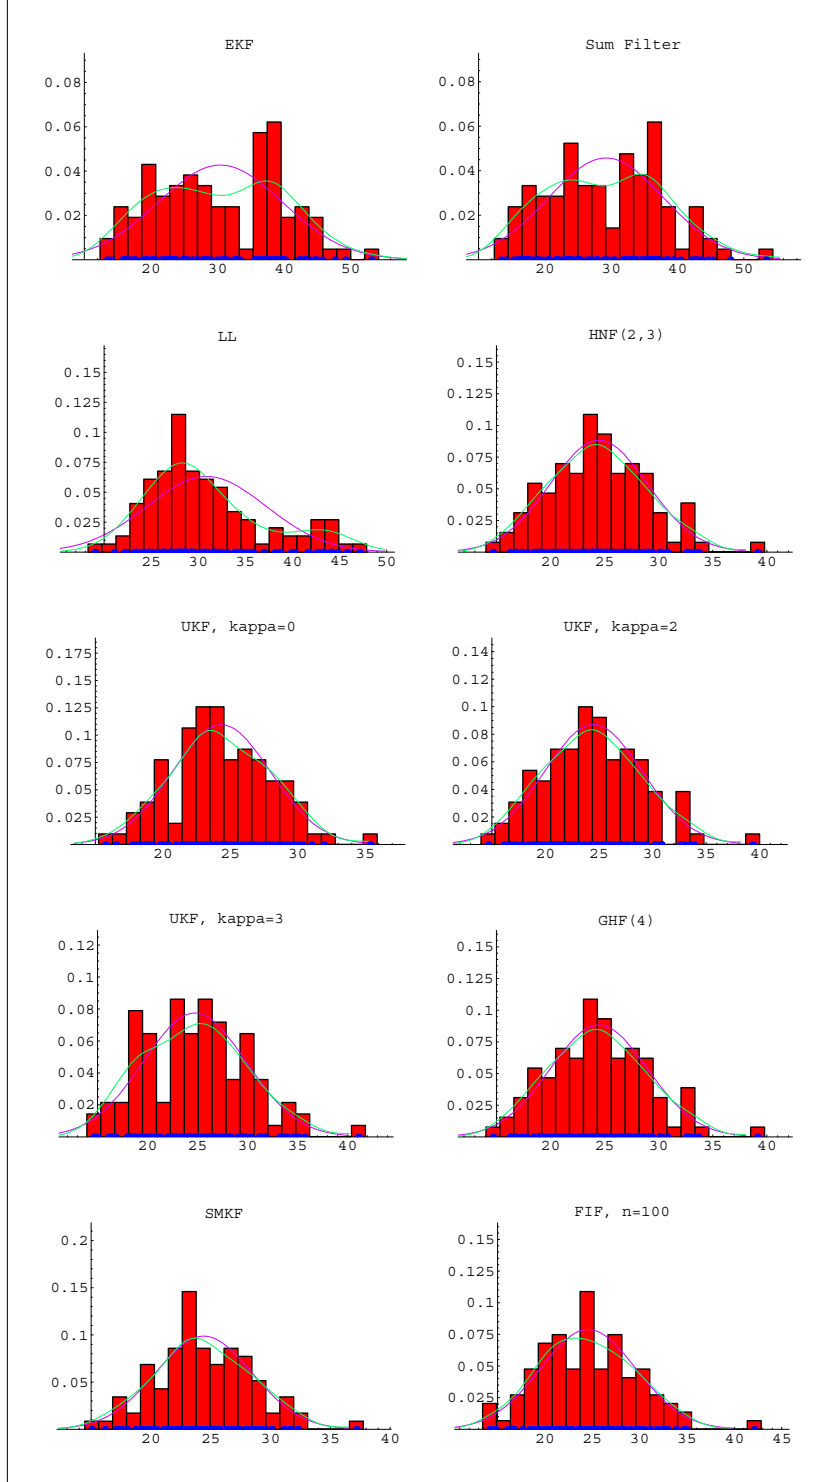 EKF
0.08
0.06
0.04
0.02
20 30 40 50
Sum Filter
0.08
0.06
0.04
0.02
20 30 40 50
LL
0.15
0.125
0.1
0.075
0.05
0.025
25 30 35 40 45 50
HNF(2,3)
0.15
0.125
0.1
0.075
0.05
0.025
20 25 30 35 40
UKF, kappa=0
0.175
0.15
0.125
0.1
0.075
0.05
0.025
20 25 30 35
UKF, kappa=2
0.14
0.12
0.1
0.08
0.06
0.04
0.02
20 25 30 35 40
UKF, kappa=3
0.12
0.1
0.08
0.06
0.04
0.02
20 25 30 35 40
GHF(4)
0.15
0.125
0.1
0.075
0.05
0.025
20 25 30 35 40
SMKF
0.2
0.15
0.1
0.05
20 25 30 35 40
FIF, n=100
0.15
0.125
0.1
0.075
0.05
0.025
20 25 30 35 40 45